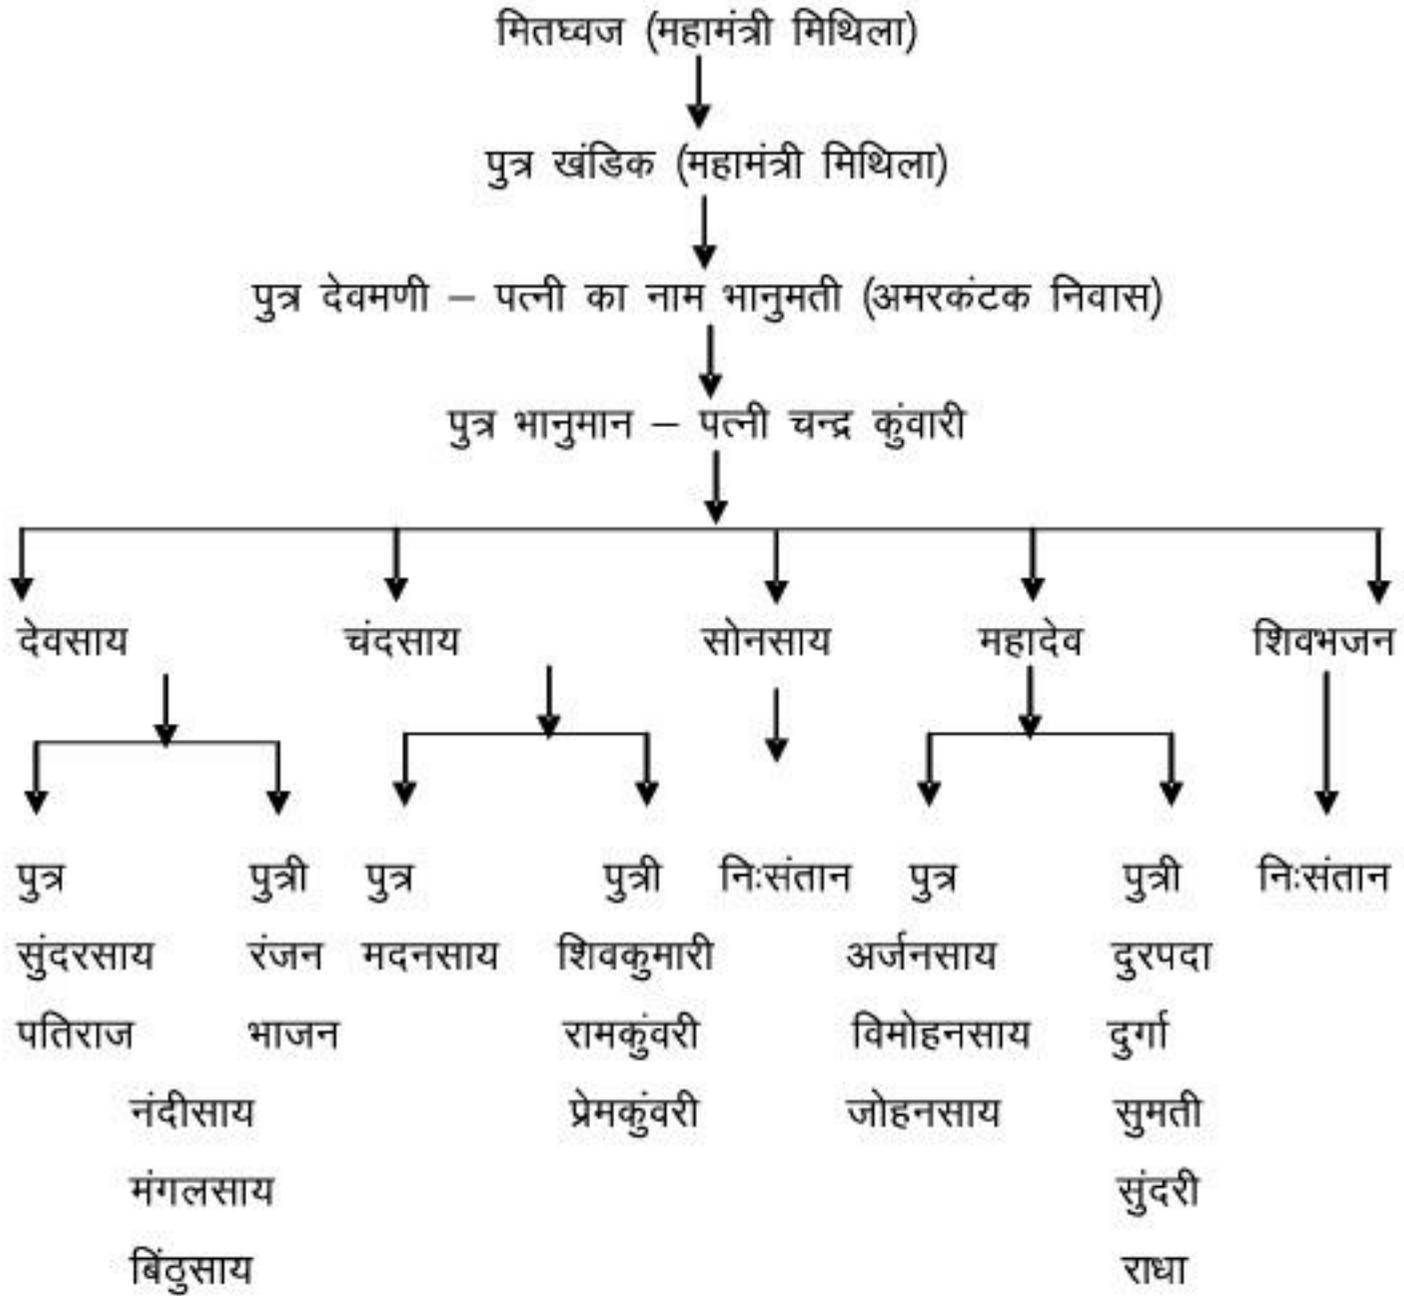 मितघ्वज (महामंत्री मिथिला)
पुत्र खंडिक (महामंत्री मिथिला)
पुत्र देवमणी – पत्नी का नाम भानुमती (अमरकंटक निवास)
पुत्र भानुमान – पत्नी चन्द्र कुंवारी
देवसाय चंदसाय सोनसाय महादेव शिवभजन
पुत्र पुत्री पुत्र पुत्री निःसंतान पुत्र पुत्री निःसंतान
सुंदरसाय रंजन मदनसाय शिवकुमारी अर्जनसाय दुरपदा
पतिराज भाजन रामकुंवरी विमोहनसाय दुर्गा
नंदीसाय प्रेमकुंवरी जोहनसाय सुमती
मंगलसाय सुंदरी
बिंठुसाय राधा